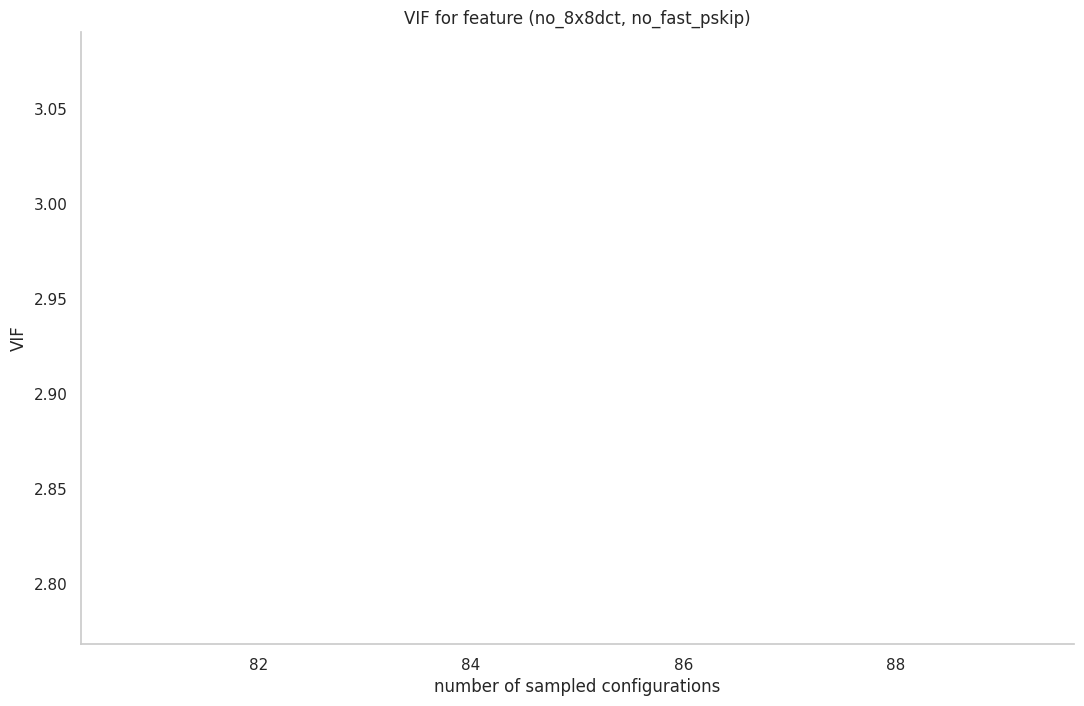 VIF for feature (no_8x8dct, no_fast_pskip)
3.05
3.00
2.95
2.90
2.85
2.80
VIF
82 84 86 88
number of sampled configurations